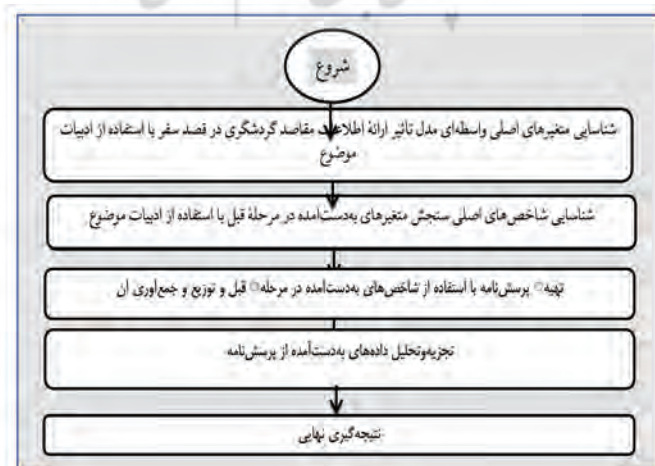 شروع
شناسایی متغیرهای اصلی واسطه‌ای مدل تاثیر ارائهٔ اطلاعات مقاصد گردشگری در قصد سفر با استفاده از ادبیات
موضوع
شناسایی شاخص‌های اصلی سنجش متغیرهای به‌دست‌آمده در مرحلهٔ قبل با استفاده از ادبیات موضوع
تهیه پرسش‌نامه با استفاده از شاخص‌های به‌دست‌آمده در مرحله قبل و توزیع و جمع‌آوری آن
تجزیه‌وتحلیل داده‌های به‌دست‌آمده از پرسش‌نامه
نتیجه‌گیری نهایی